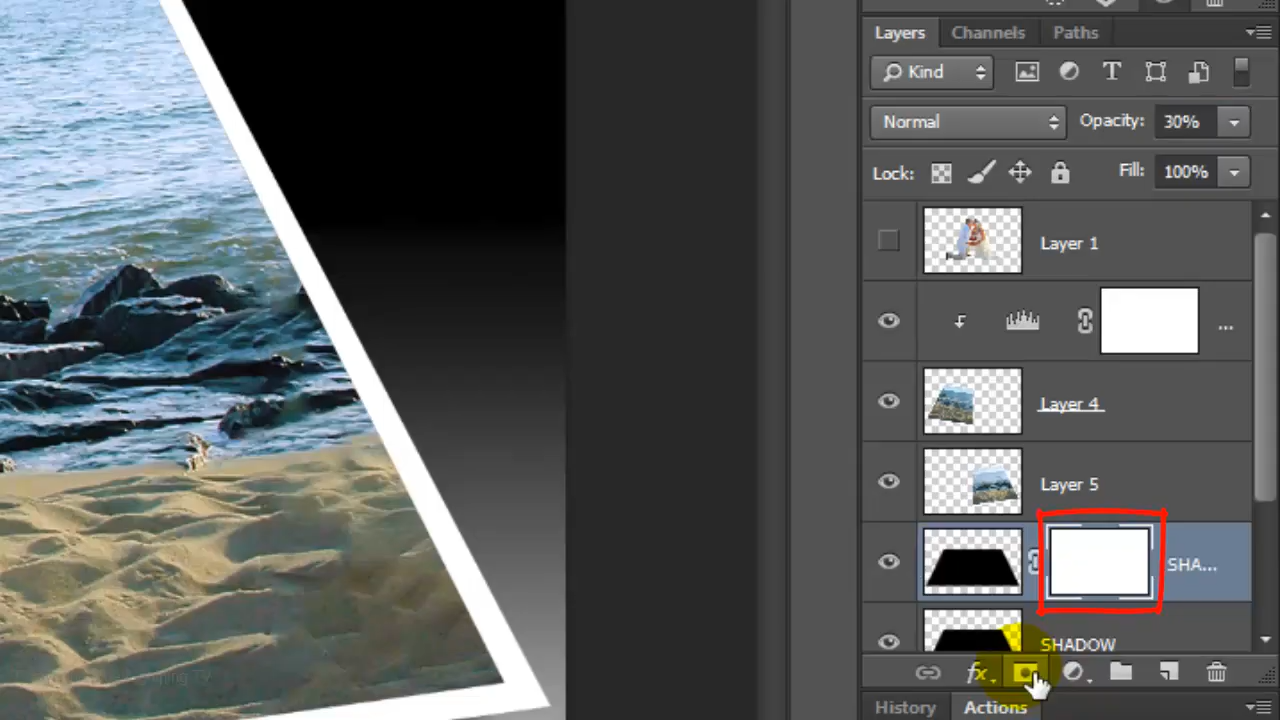 Layers Channels Paths
Kind
Normal Opacity: 30%
Lock: Fill: 100%
Layer 1
...
Layer 4
Layer 5
SHA...
SHADOW
fx
History Actions